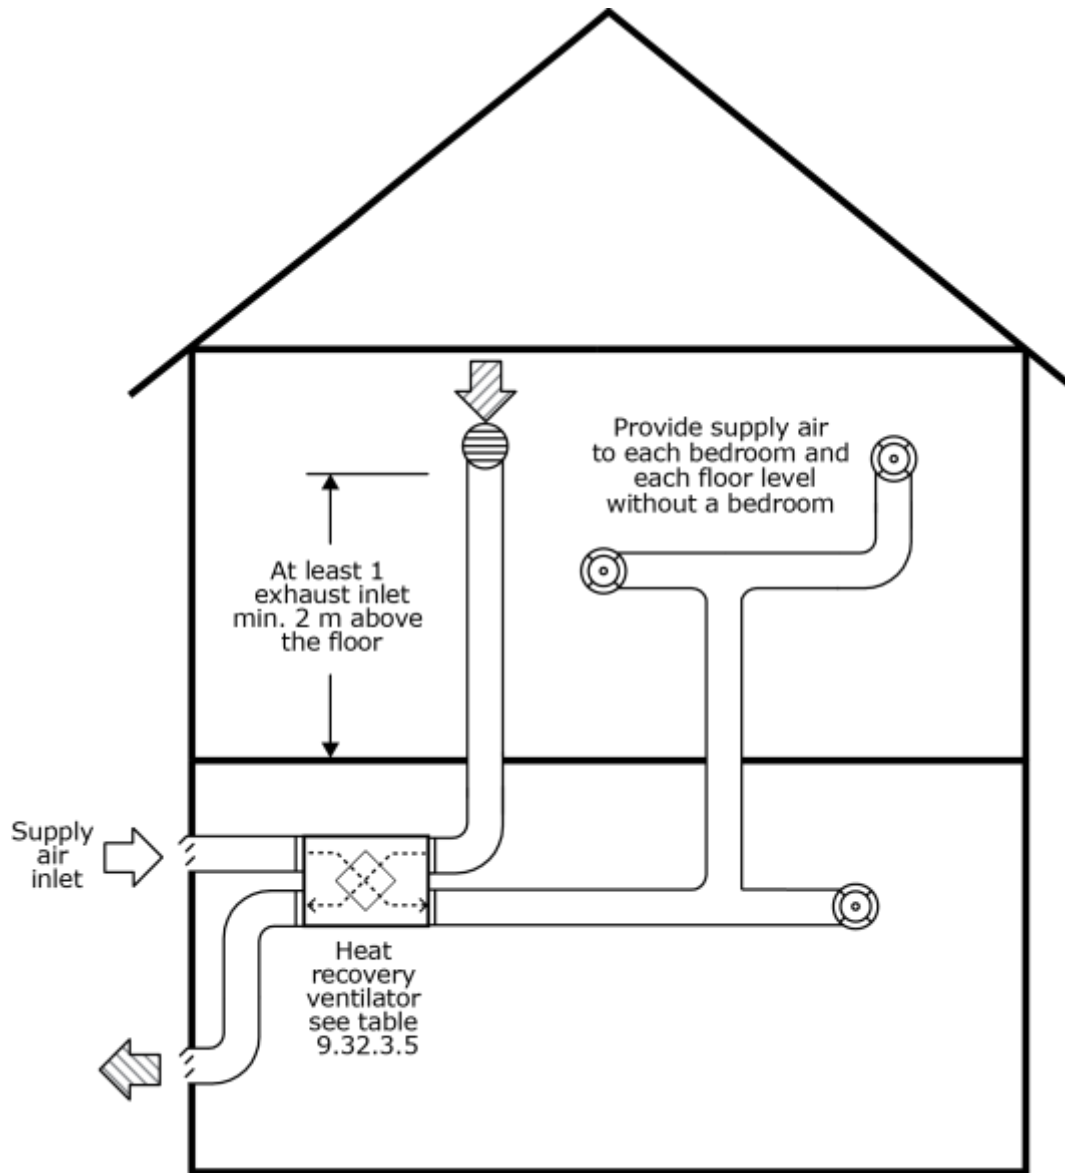 Provide supply air
to each bedroom and
each floor level
without a bedroom
At least 1
exhaust inlet
min. 2 m above
the floor
Supply
air
inlet
Heat
recovery
ventilator
see table
9.32.3.5